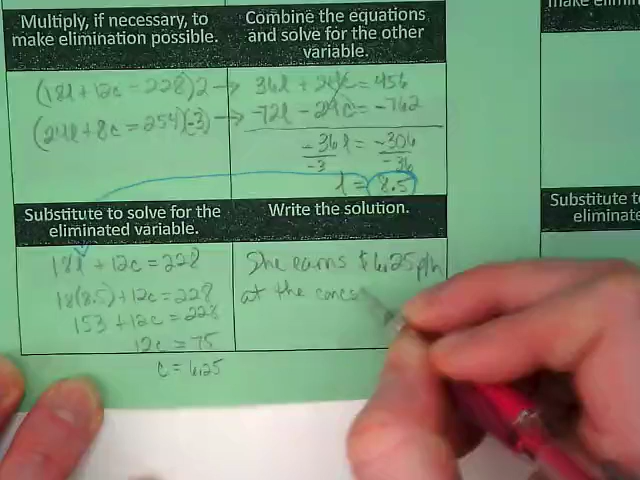 Multiply, if necessary, to
make elimination possible.
(18l + 12c = 228)2 →
(24l + 8c = 254)(-3) →
Combine the equations
and solve for the other
variable.
36l + 24c = 456
-72l - 24c = -762
-36l = -306
-3 -36
l = 8.5
Substitute to solve for the
eliminated variable.
18l + 12c = 228
18(8.5) + 12c = 228
153 + 12c = 228
12c = 75
c = 6.25
Write the solution.
She earns $6.25 p/h
at the conces
Substitute t
eliminate